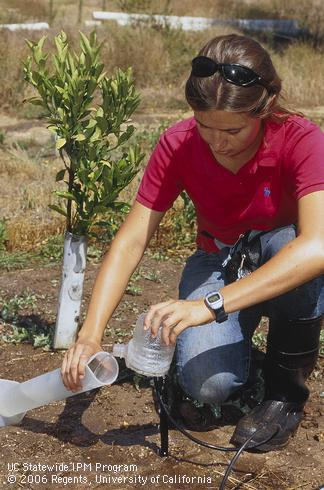 UC Statewide IPM Program
© 2006 Regents, University of California